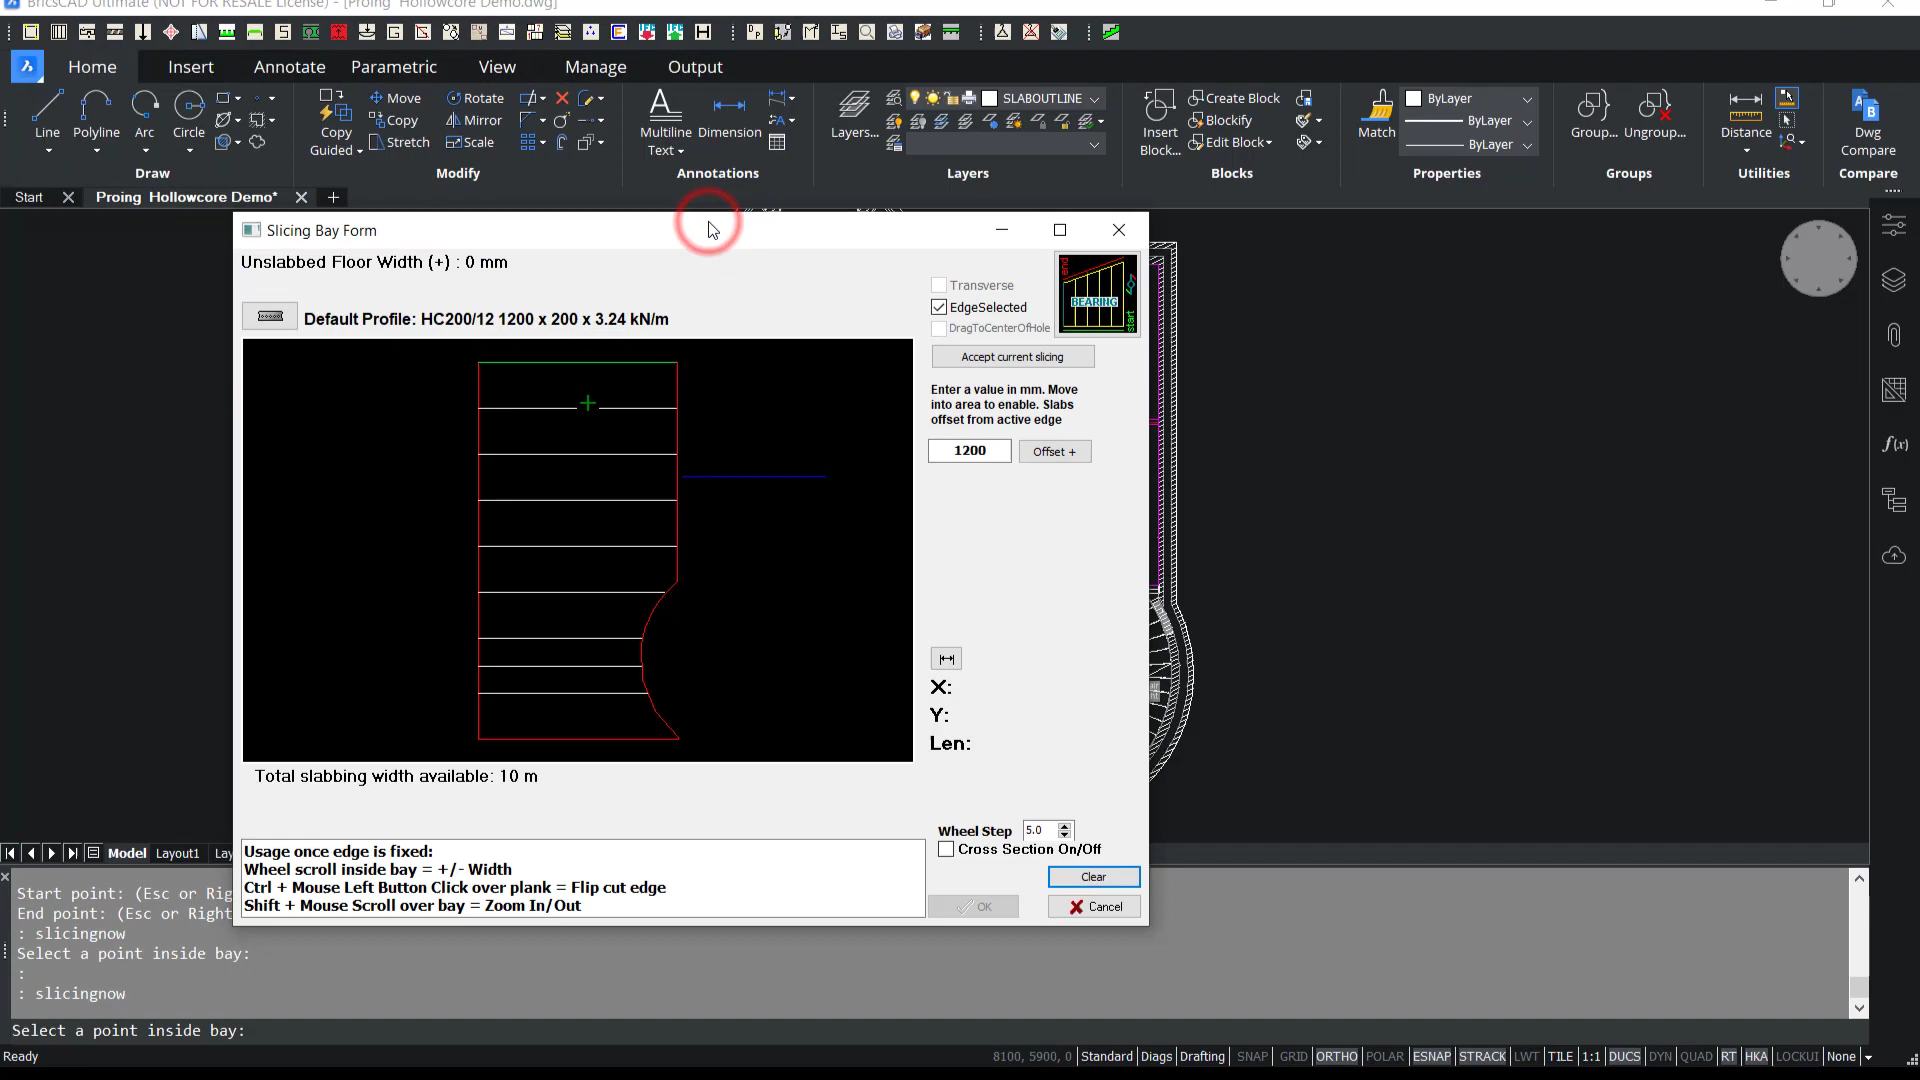 BricsCAD Ultimate (NOT FOR RESALE License) - [Proing Hollowcore Demo.dwg]
Home Insert Annotate Parametric View Manage Output
Line Polyline Arc Circle
Copy Guided
Move Copy Stretch
Rotate Mirror Scale
Multiline Text Dimension
Layers...
SLABOUTLINE
Insert Block...
Create Block
Blockify
Edit Block
Match
ByLayer
ByLayer
ByLayer
Group... Ungroup...
Distance
Dwg Compare
Draw Modify Annotations Layers Blocks Properties Groups Utilities Compare
Start Proing Hollowcore Demo*
Slicing Bay Form
Unslabbed Floor Width (+) : 0 mm
Default Profile: HC200/12 1200 x 200 x 3.24 kN/m
Transverse
EdgeSelected
DragToCenterOfHole
end
BEARING
start
Accept current slicing
Enter a value in mm. Move
into area to enable. Slabs
offset from active edge
1200 Offset +
X:
Y:
Len:
Total slabbing width available: 10 m
Wheel Step 5.0
Cross Section On/Off
Clear
OK Cancel
Usage once edge is fixed:
Wheel scroll inside bay = +/- Width
Ctrl + Mouse Left Button Click over plank = Flip cut edge
Shift + Mouse Scroll over bay = Zoom In/Out
Model Layout1 Lay
Start point: (Esc or Rig
End point: (Esc or Right
: slicingnow
Select a point inside bay:
:
: slicingnow
Select a point inside bay:
Ready
8100, 5900, 0 Standard Diags Drafting SNAP GRID ORTHO POLAR ESNAP STRACK LWT TILE 1:1 DUCS DYN QUAD RT HKA LOCKUI None